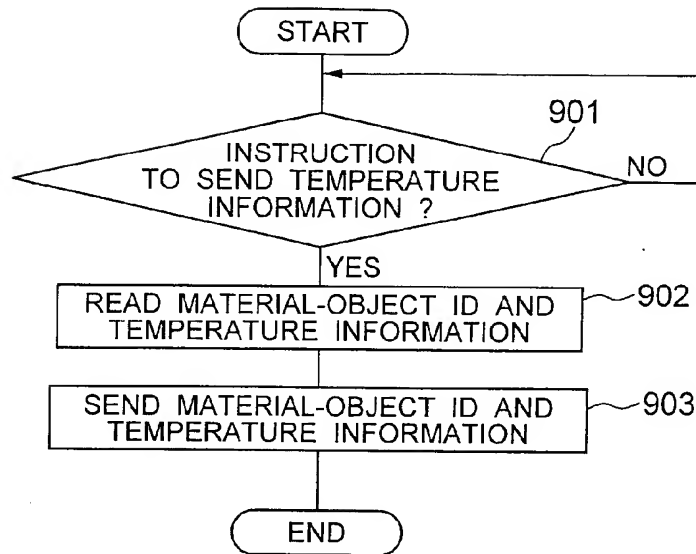 START
901
INSTRUCTION
TO SEND TEMPERATURE
INFORMATION ?
NO
YES
READ MATERIAL-OBJECT ID AND
TEMPERATURE INFORMATION
902
SEND MATERIAL-OBJECT ID AND
TEMPERATURE INFORMATION
903
END